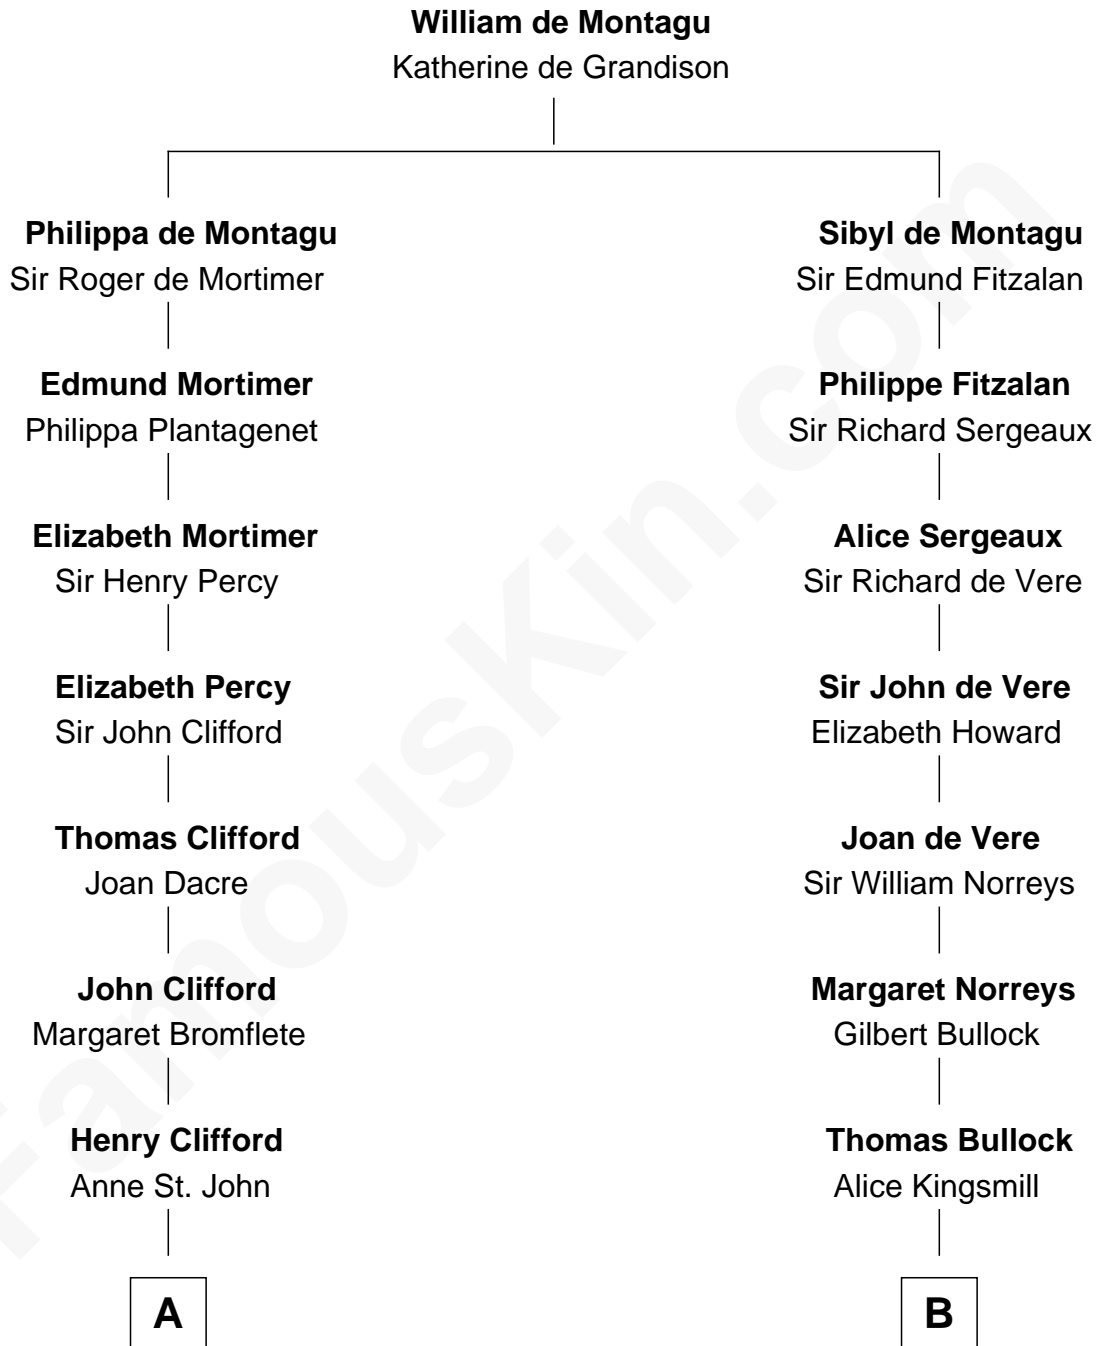 William de Montagu
Katherine de Grandison
Philippa de Montagu
Sir Roger de Mortimer
Sibyl de Montagu
Sir Edmund Fitzalan
Edmund Mortimer
Philippa Plantagenet
Philippe Fitzalan
Sir Richard Sergeaux
Elizabeth Mortimer
Sir Henry Percy
Alice Sergeaux
Sir Richard de Vere
Elizabeth Percy
Sir John Clifford
Sir John de Vere
Elizabeth Howard
Thomas Clifford
Joan Dacre
Joan de Vere
Sir William Norreys
John Clifford
Margaret Bromflete
Margaret Norreys
Gilbert Bullock
Henry Clifford
Anne St. John
Thomas Bullock
Alice Kingsmill
A
B
FamousKin.com